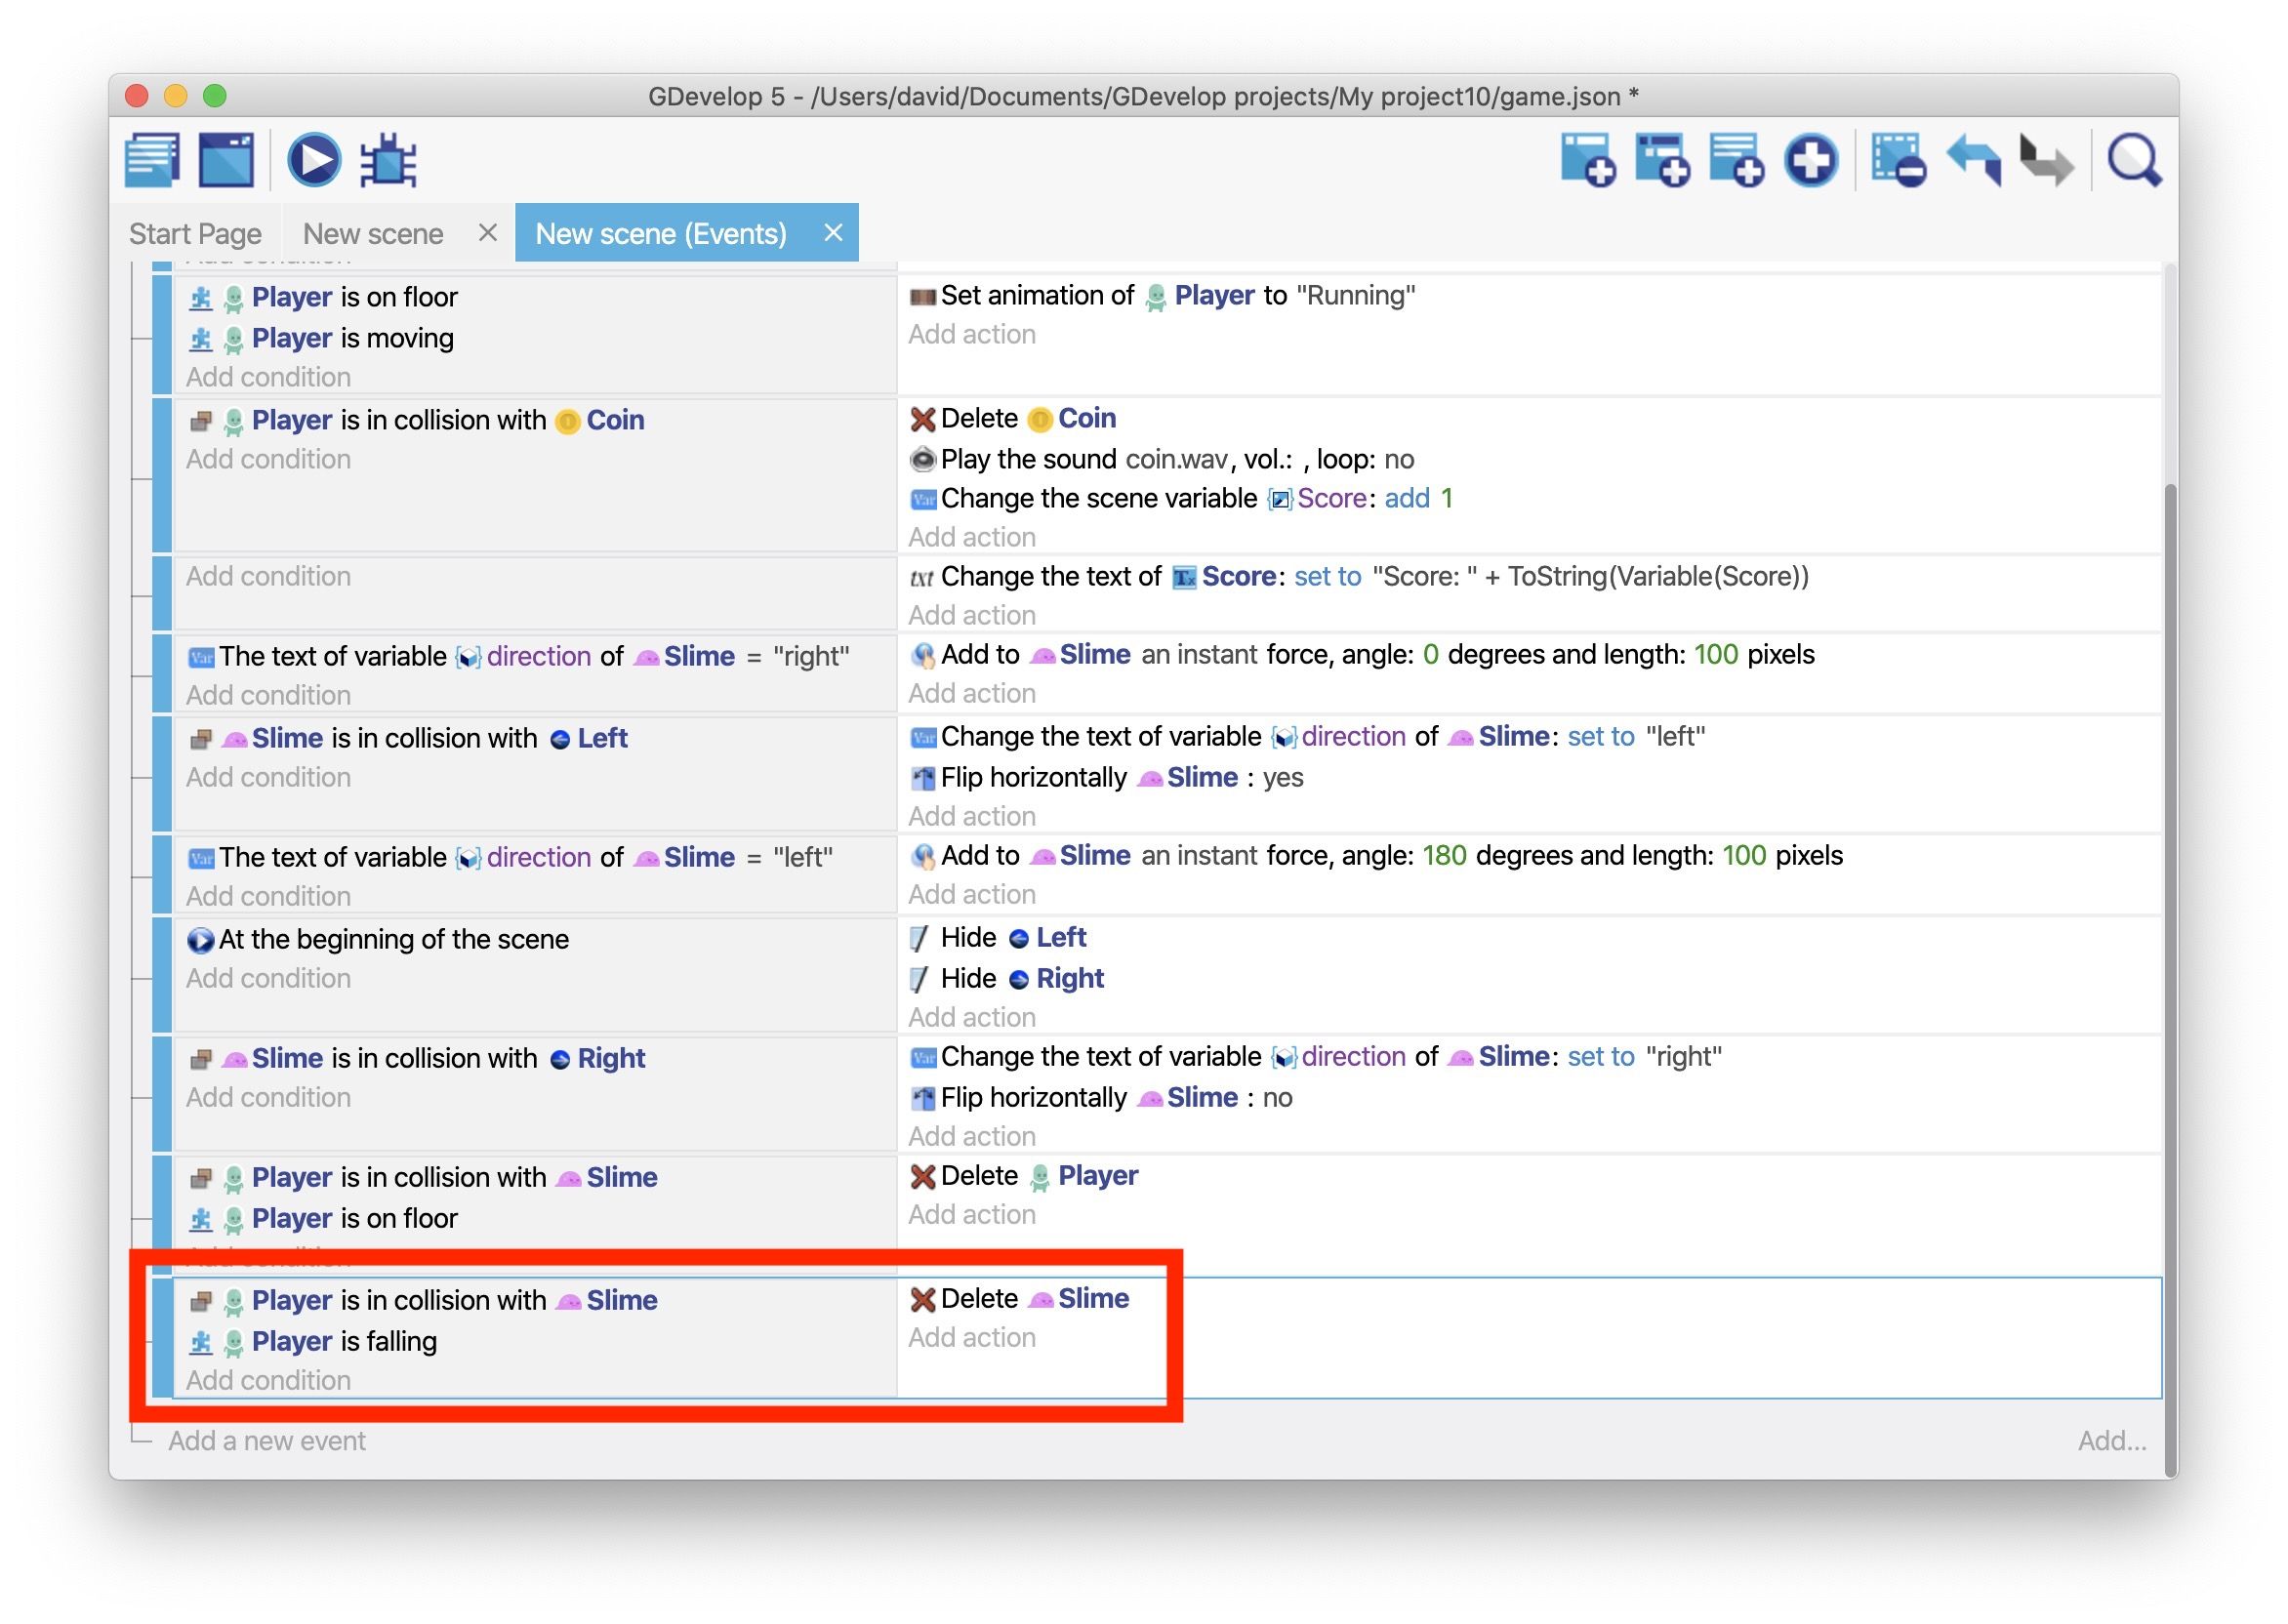 GDevelop 5 - /Users/david/Documents/GDevelop projects/My project10/game.json *
Start Page
New scene
New scene (Events)
Add condition
Player is on floor
Player is moving
Add condition
Set animation of Player to "Running"
Add action
Player is in collision with Coin
Add condition
Delete Coin
Play the sound coin.wav, vol.: , loop: no
Var Change the scene variable Score: add 1
Add action
Add condition
txt Change the text of Tx Score: set to "Score: " + ToString(Variable(Score))
Add action
Var The text of variable direction of Slime = "right"
Add condition
Add to Slime an instant force, angle: 0 degrees and length: 100 pixels
Add action
Slime is in collision with Left
Add condition
Var Change the text of variable direction of Slime: set to "left"
Flip horizontally Slime : yes
Add action
Var The text of variable direction of Slime = "left"
Add condition
Add to Slime an instant force, angle: 180 degrees and length: 100 pixels
Add action
At the beginning of the scene
Add condition
Hide Left
Hide Right
Add action
Slime is in collision with Right
Add condition
Var Change the text of variable direction of Slime: set to "right"
Flip horizontally Slime : no
Add action
Player is in collision with Slime
Player is on floor
Add condition
Delete Player
Add action
Player is in collision with Slime
Player is falling
Add condition
Delete Slime
Add action
Add a new event
Add...